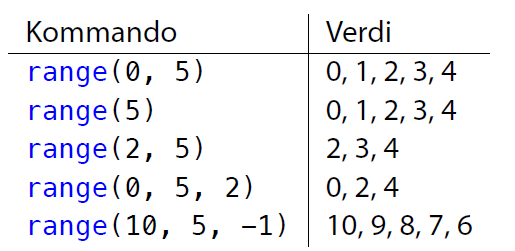 Kommando Verdi
range(0, 5) 0, 1, 2, 3, 4
range(5) 0, 1, 2, 3, 4
range(2, 5) 2, 3, 4
range(0, 5, 2) 0, 2, 4
range(10, 5, −1) 10, 9, 8, 7, 6